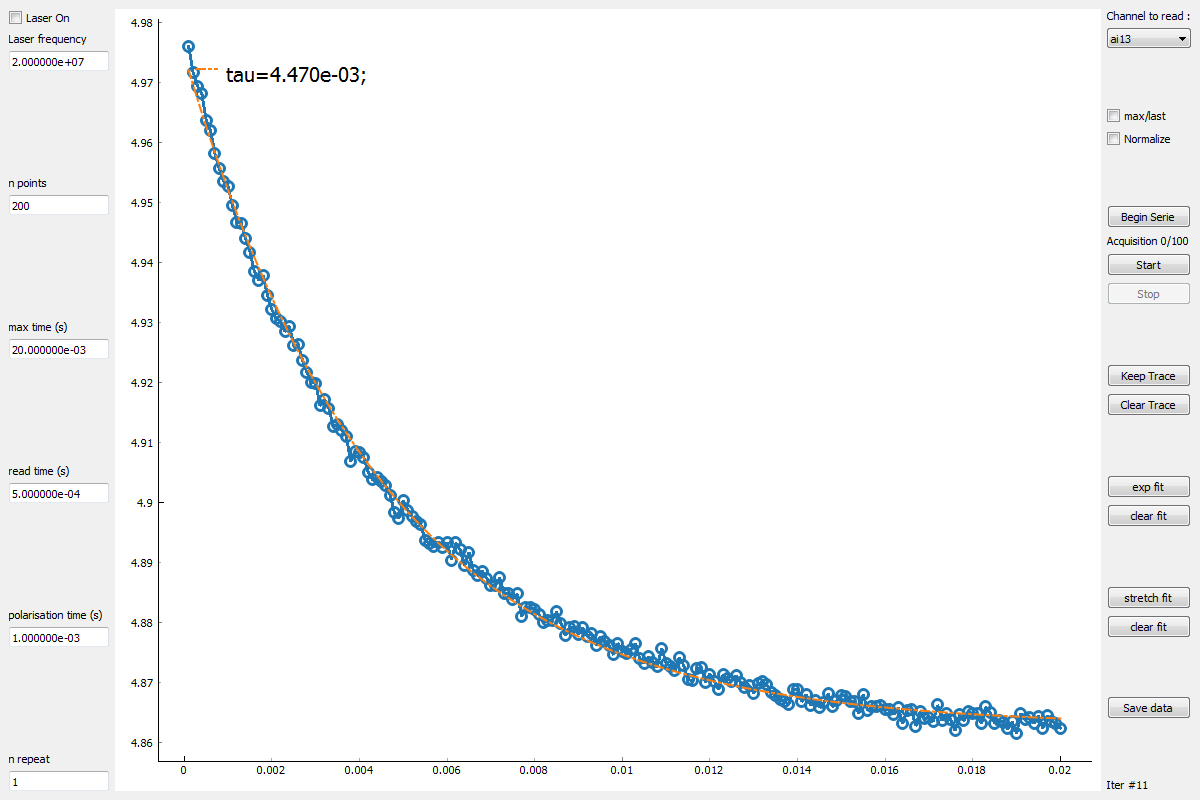 Laser On
Laser frequency
2.000000e+07
n points
200
max time (s)
20.000000e-03
read time (s)
5.000000e-04
polarisation time (s)
1.000000e-03
n repeat
1
4.98
4.97
4.96
4.95
4.94
4.93
4.92
4.91
4.9
4.89
4.88
4.87
4.86
tau=4.470e-03;
0
0.002
0.004
0.006
0.008
0.01
0.012
0.014
0.016
0.018
0.02
Channel to read :
ai13
max/last
Normalize
Begin Serie
Acquisition 0/100
Start
Stop
Keep Trace
Clear Trace
exp fit
clear fit
stretch fit
clear fit
Save data
Iter #11